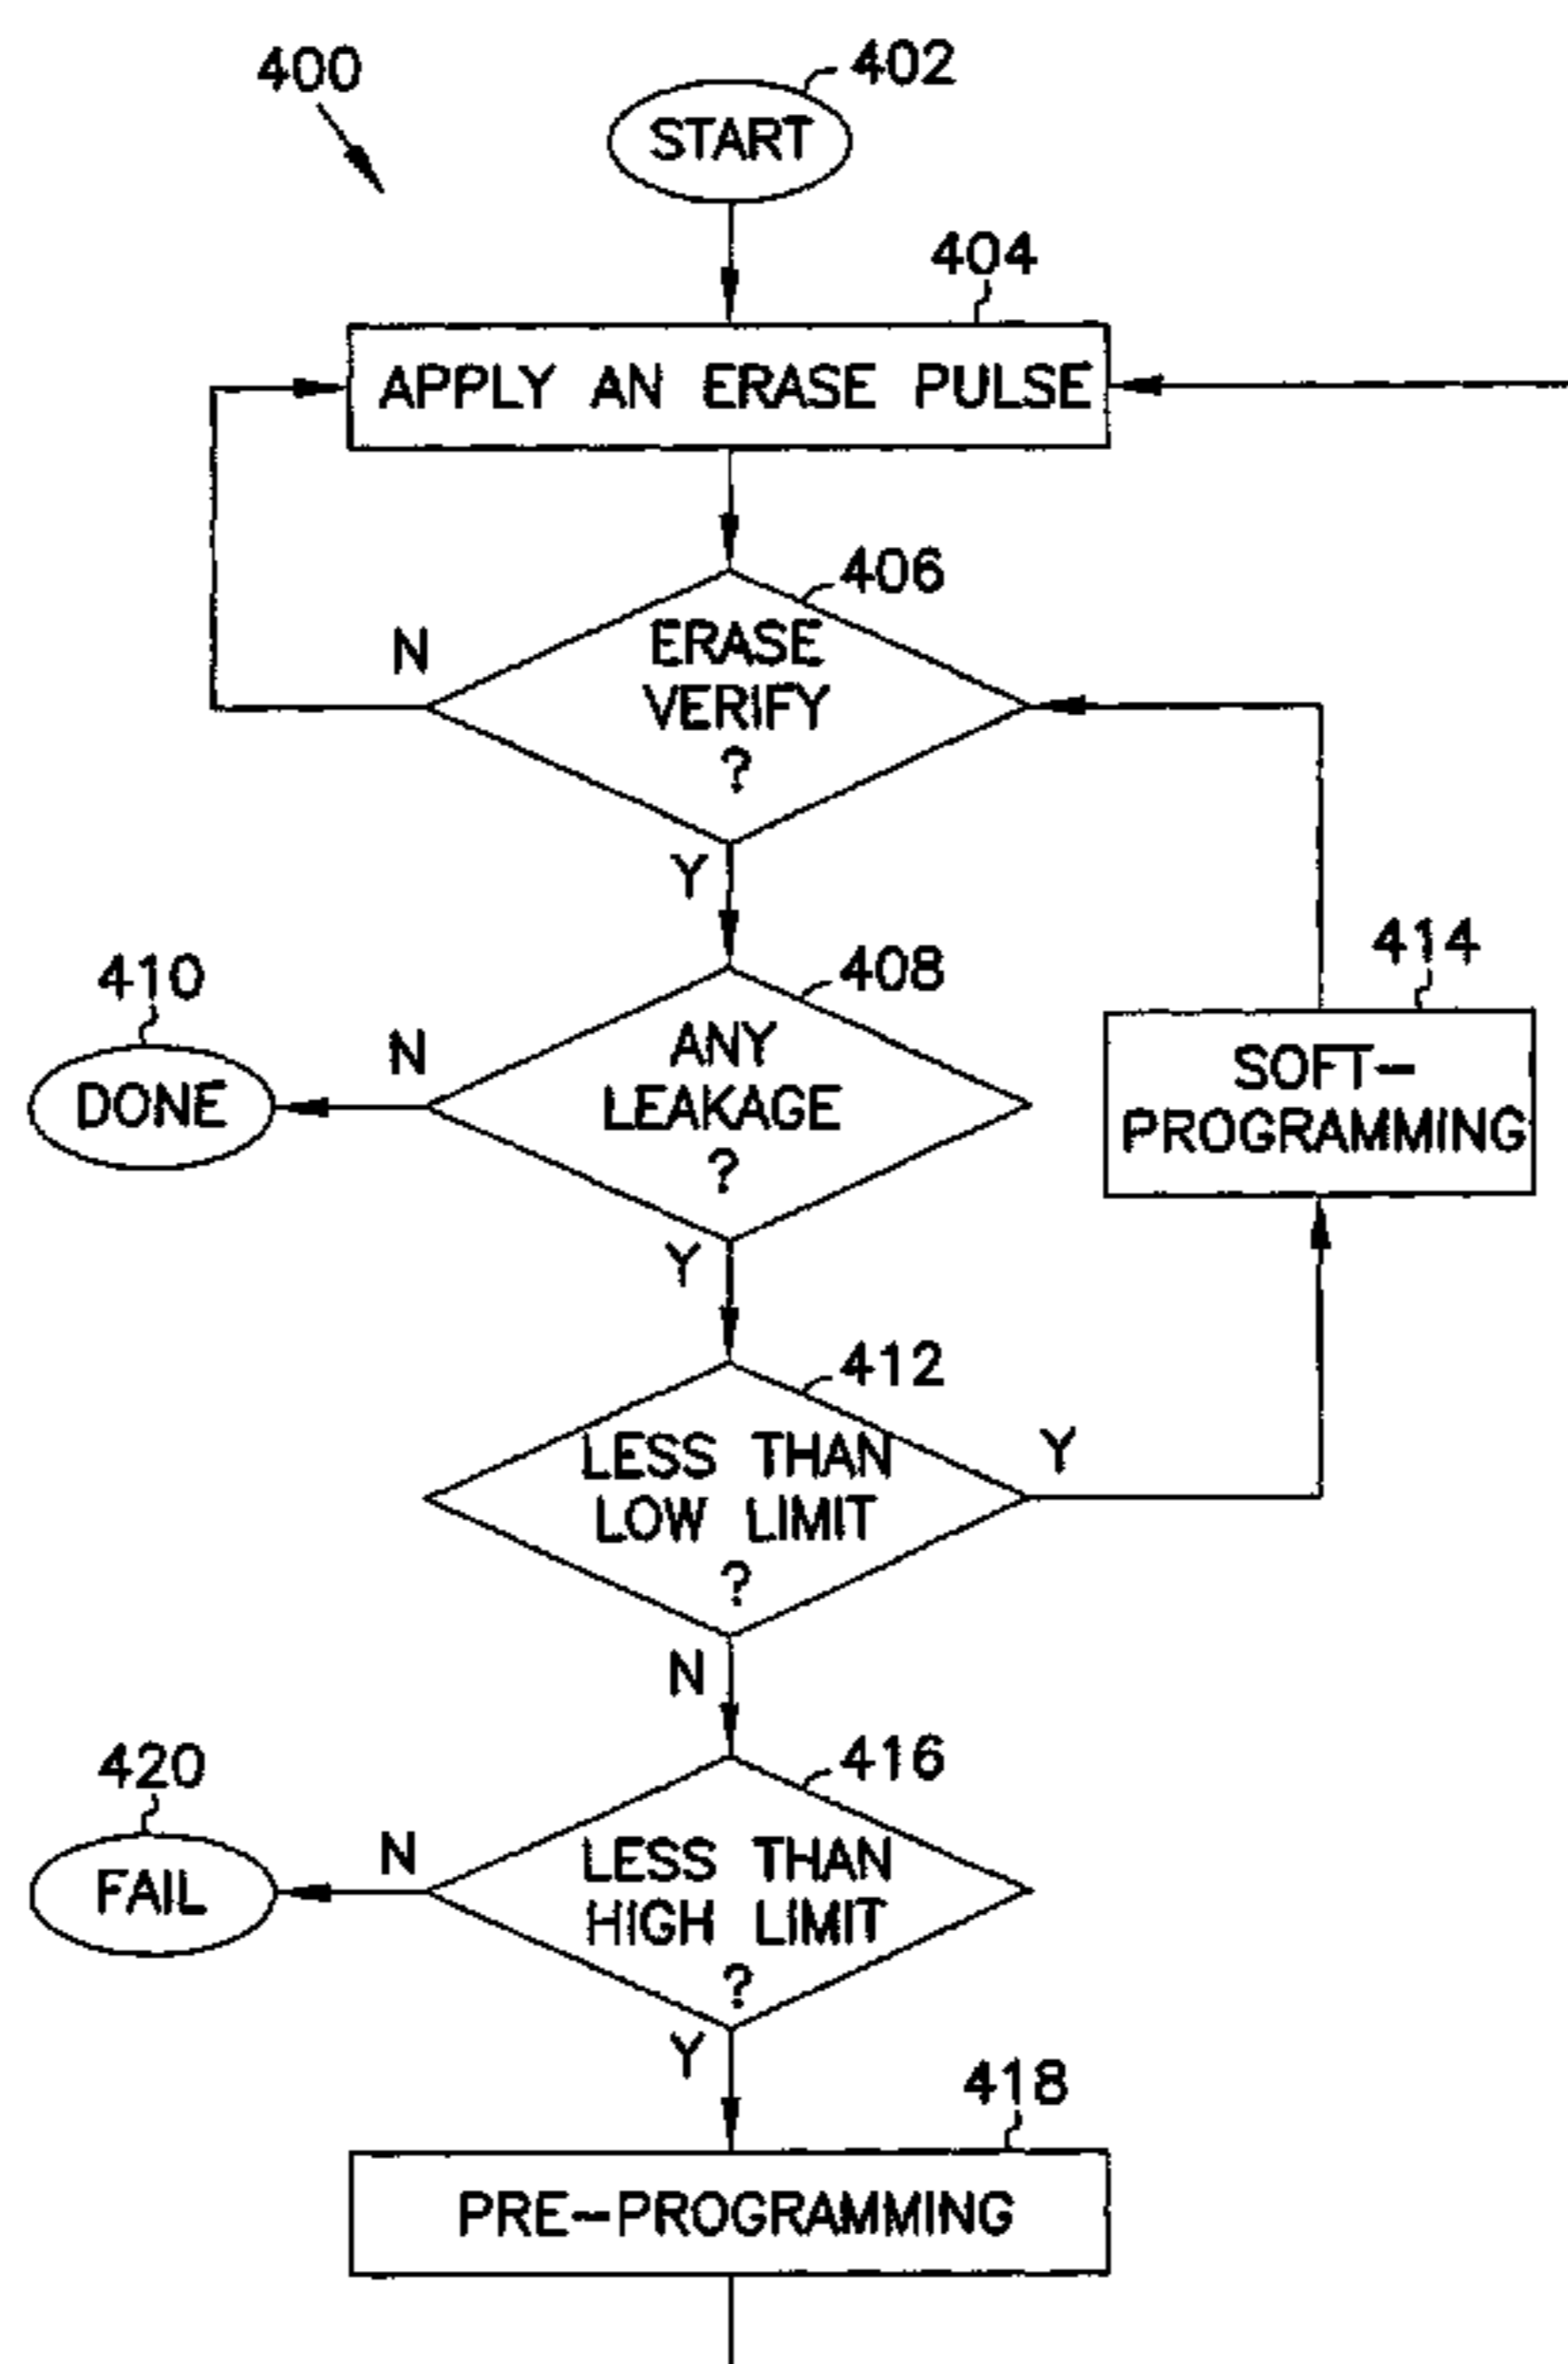 400
402
START
404
APPLY AN ERASE PULSE
406
N
ERASE
VERIFY
?
Y
408
410
N
ANY
LEAKAGE
?
DONE
414
SOFT-
PROGRAMMING
Y
412
LESS THAN
LOW LIMIT
?
Y
N
416
420
N
LESS THAN
HIGH LIMIT
?
FAIL
Y
418
PRE-PROGRAMMING